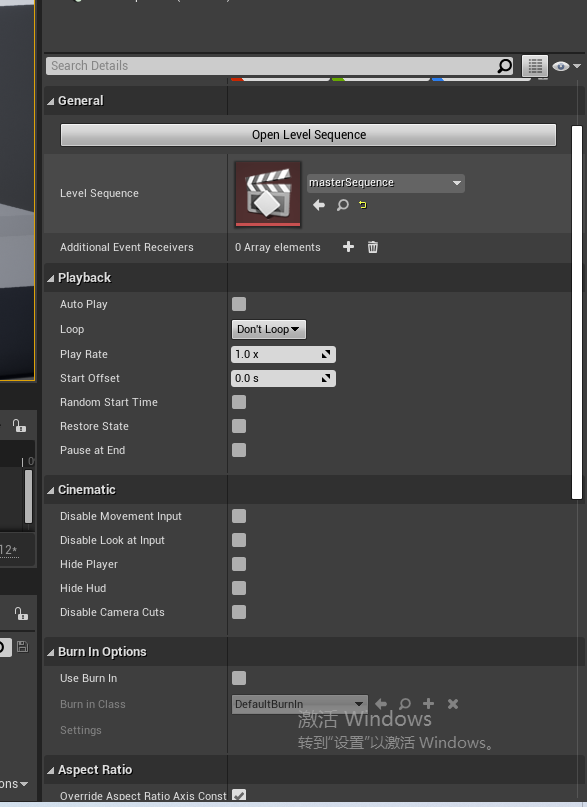 Search Details
General
Open Level Sequence
Level Sequence
masterSequence
Additional Event Receivers
0 Array elements
Playback
Auto Play
Loop
Don't Loop
Play Rate
1.0 x
Start Offset
0.0 s
Random Start Time
Restore State
Pause at End
Cinematic
Disable Movement Input
Disable Look at Input
Hide Player
Hide Hud
Disable Camera Cuts
12*
Burn In Options
Use Burn In
Burn in Class
DefaultBurnIn
Settings
激活 Windows
转到“设置”以激活 Windows。
Aspect Ratio
ons
Override Aspect Ratio Axis Const